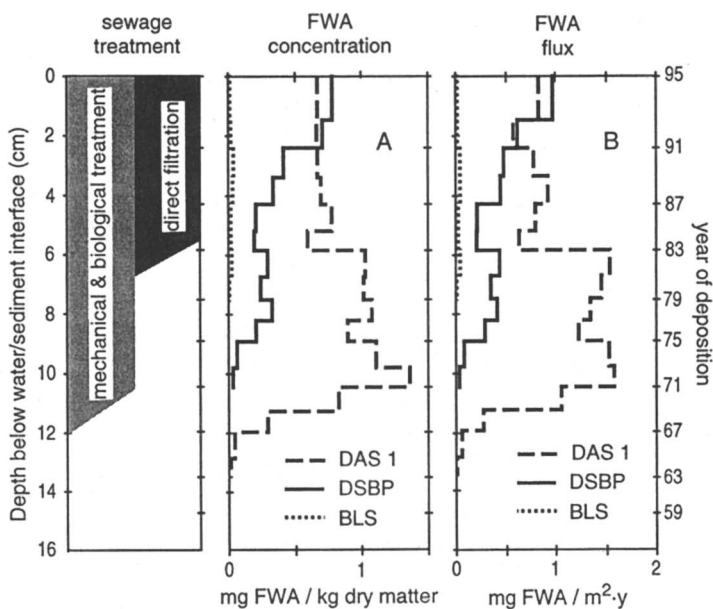 sewage
treatment
FWA
concentration
FWA
flux
Depth below water/sediment interface (cm)
0
2
4
6
8
10
12
14
16
mechanical & biological treatment
direct filtration
A
DAS 1
DSBP
BLS
0
1
mg FWA / kg dry matter
B
DAS 1
DSBP
BLS
0
1
2
mg FWA / m²·y
95
91
87
83
79
75
71
67
63
59
year of deposition